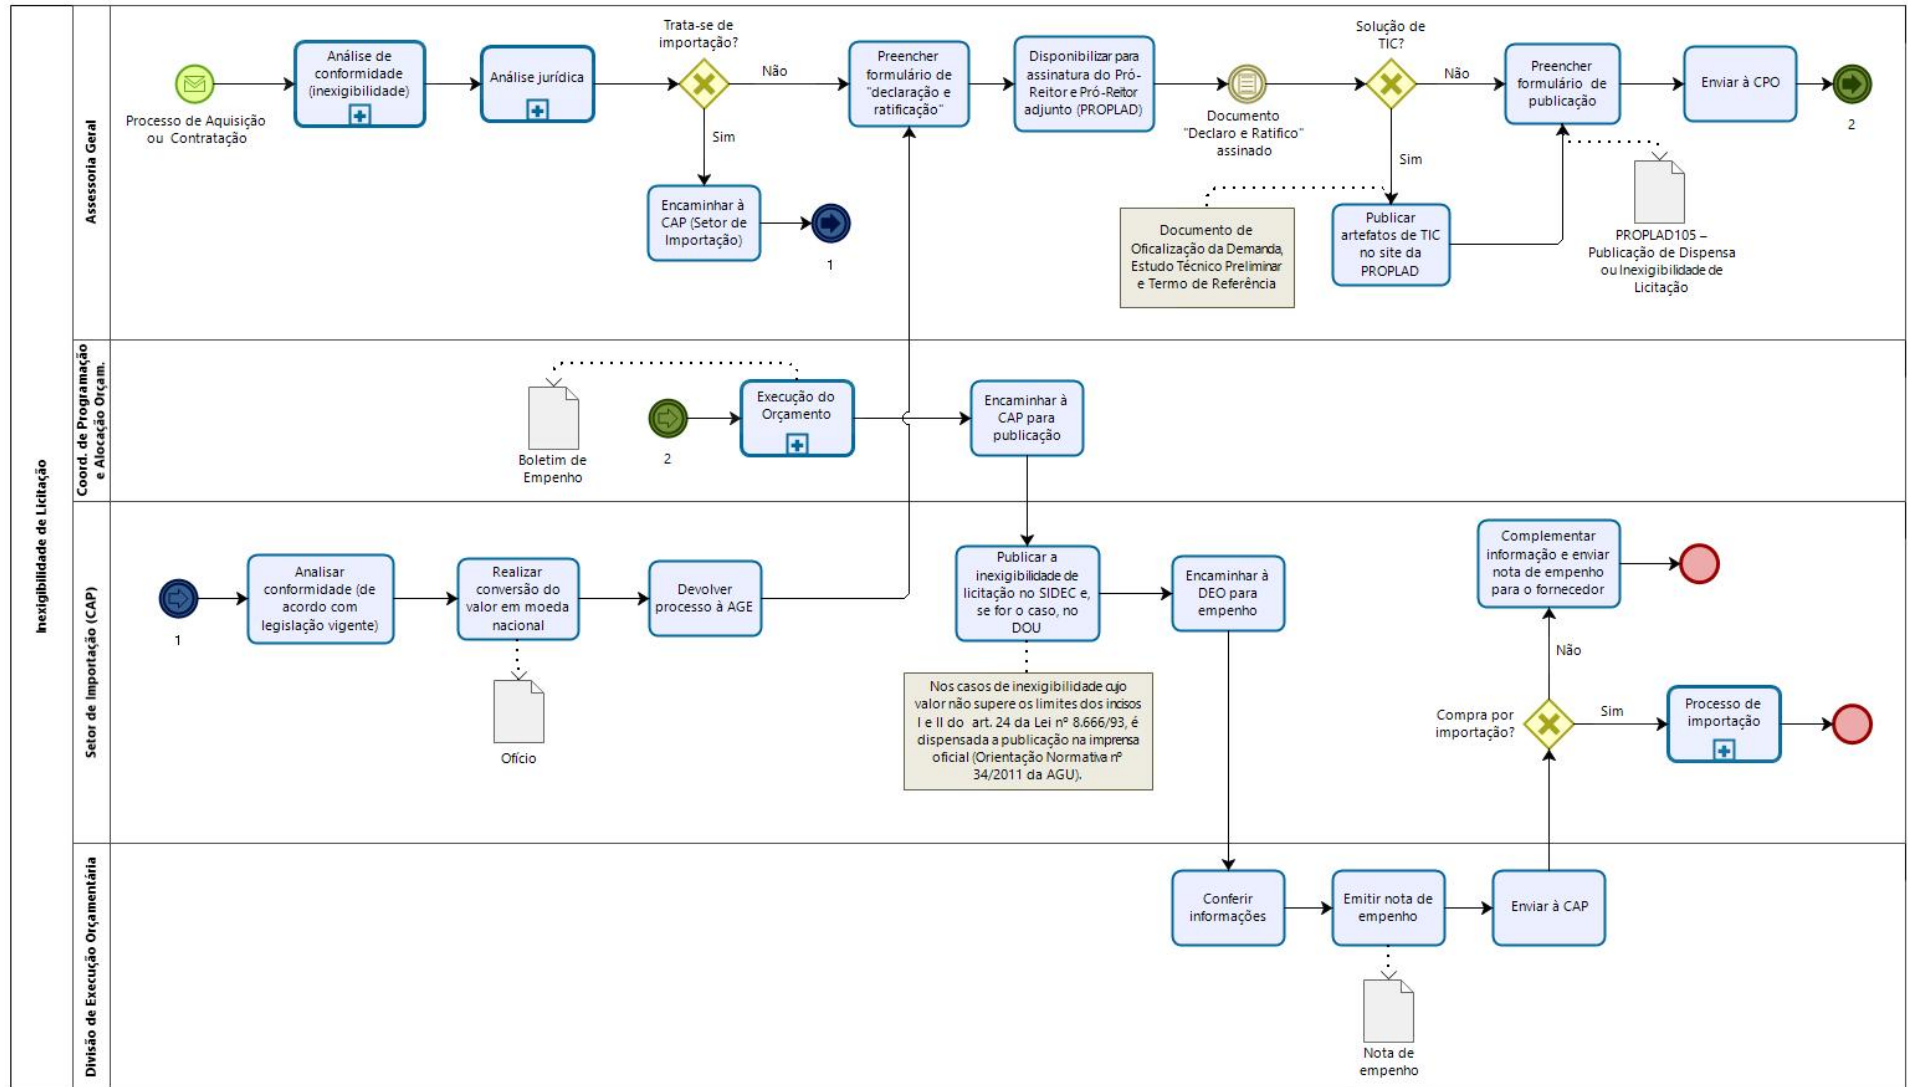 Inexigibilidade de Licitação
Assessoria Geral
Processo de Aquisição
ou Contratação
Análise de
conformidade
(inexigibilidade)
Análise jurídica
Trata-se de
importação?
Não
Sim
Encaminhar à
CAP (Setor de
Importação)
1
Preencher
formulário de
"declaração e
ratificação"
Disponibilizar para
assinatura do Pró-
Reitor e Pró-Reitor
adjunto (PROPLAD)
Documento
"Declaro e Ratifico"
assinado
Solução de
TIC?
Não
Sim
Documento de
Oficalização da Demanda,
Estudo Técnico Preliminar
e Termo de Referência
Publicar
artefatos de TIC
no site da
PROPLAD
Preencher
formulário de
publicação
PROPLAD105 –
Publicação de Dispensa
ou Inexigibilidade de
Licitação
Enviar à CPO
2
Coord. de Programação
e Alocação Orçam.
Boletim de
Empenho
2
Execução do
Orçamento
Encaminhar à
CAP para
publicação
Setor de Importação (CAP)
1
Analisar
conformidade (de
acordo com
legislação vigente)
Realizar
conversão do
valor em moeda
nacional
Ofício
Devolver
processo à AGE
Publicar a
inexigibilidade de
licitação no SIDEC e,
se for o caso, no
DOU
Nos casos de inexigibilidade cujo
valor não supere os limites dos incisos
I e II do art. 24 da Lei nº 8.666/93, é
dispensada a publicação na imprensa
oficial (Orientação Normativa nº
34/2011 da AGU).
Encaminhar à
DEO para
empenho
Complementar
informação e enviar
nota de empenho
para o fornecedor
Não
Compra por
importação?
Sim
Processo de
importação
Divisão de Execução Orçamentária
Conferir
informações
Emitir nota de
empenho
Nota de
empenho
Enviar à CAP